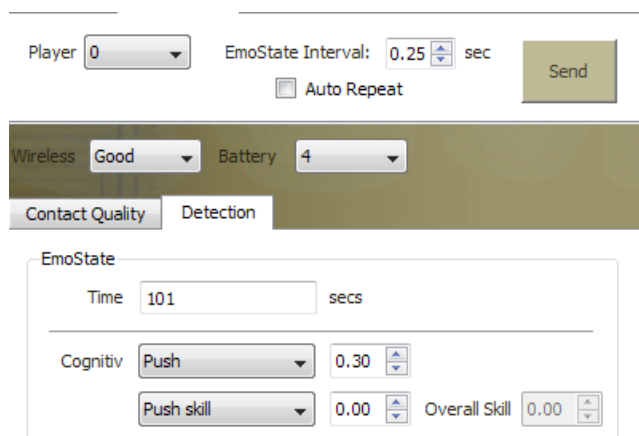 Player 0 EmoState Interval: 0.25 sec Send
Auto Repeat
Wireless Good Battery 4
Contact Quality Detection
EmoState
Time 101 secs
Cognitiv Push 0.30
Push skill 0.00 Overall Skill 0.00